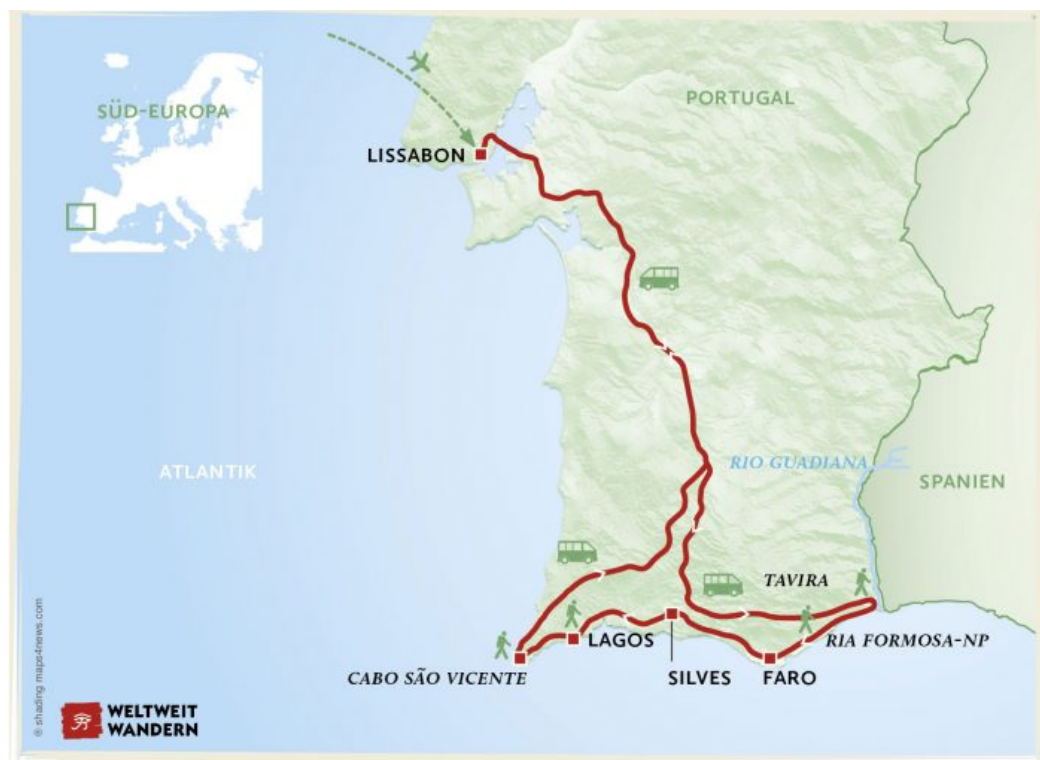 SÜD-EUROPA
PORTUGAL
LISSABON
RIO GUADIANA
ATLANTIK
SPANIEN
TAVIRA
LAGOS
RIA FORMOSA-NP
CABO SÃO VICENTE
SILVES
FARO
® shading maps4news.com
WELTWEIT
WANDERN